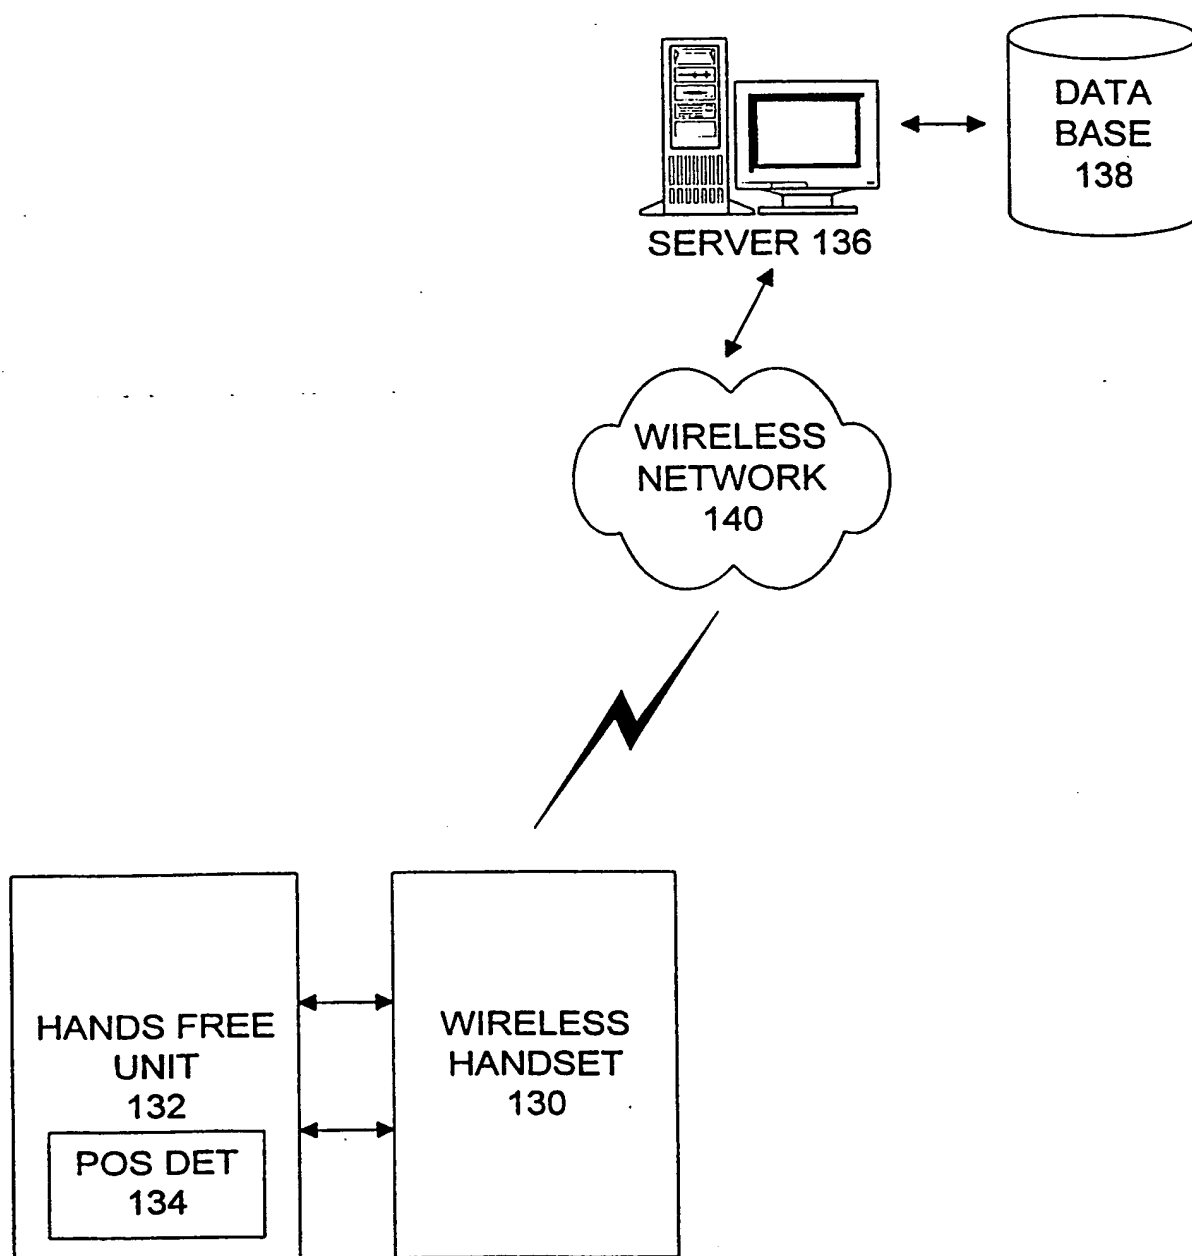 DATA
BASE
138
SERVER 136
WIRELESS
NETWORK
140
HANDS FREE
UNIT
132
POS DET
134
WIRELESS
HANDSET
130